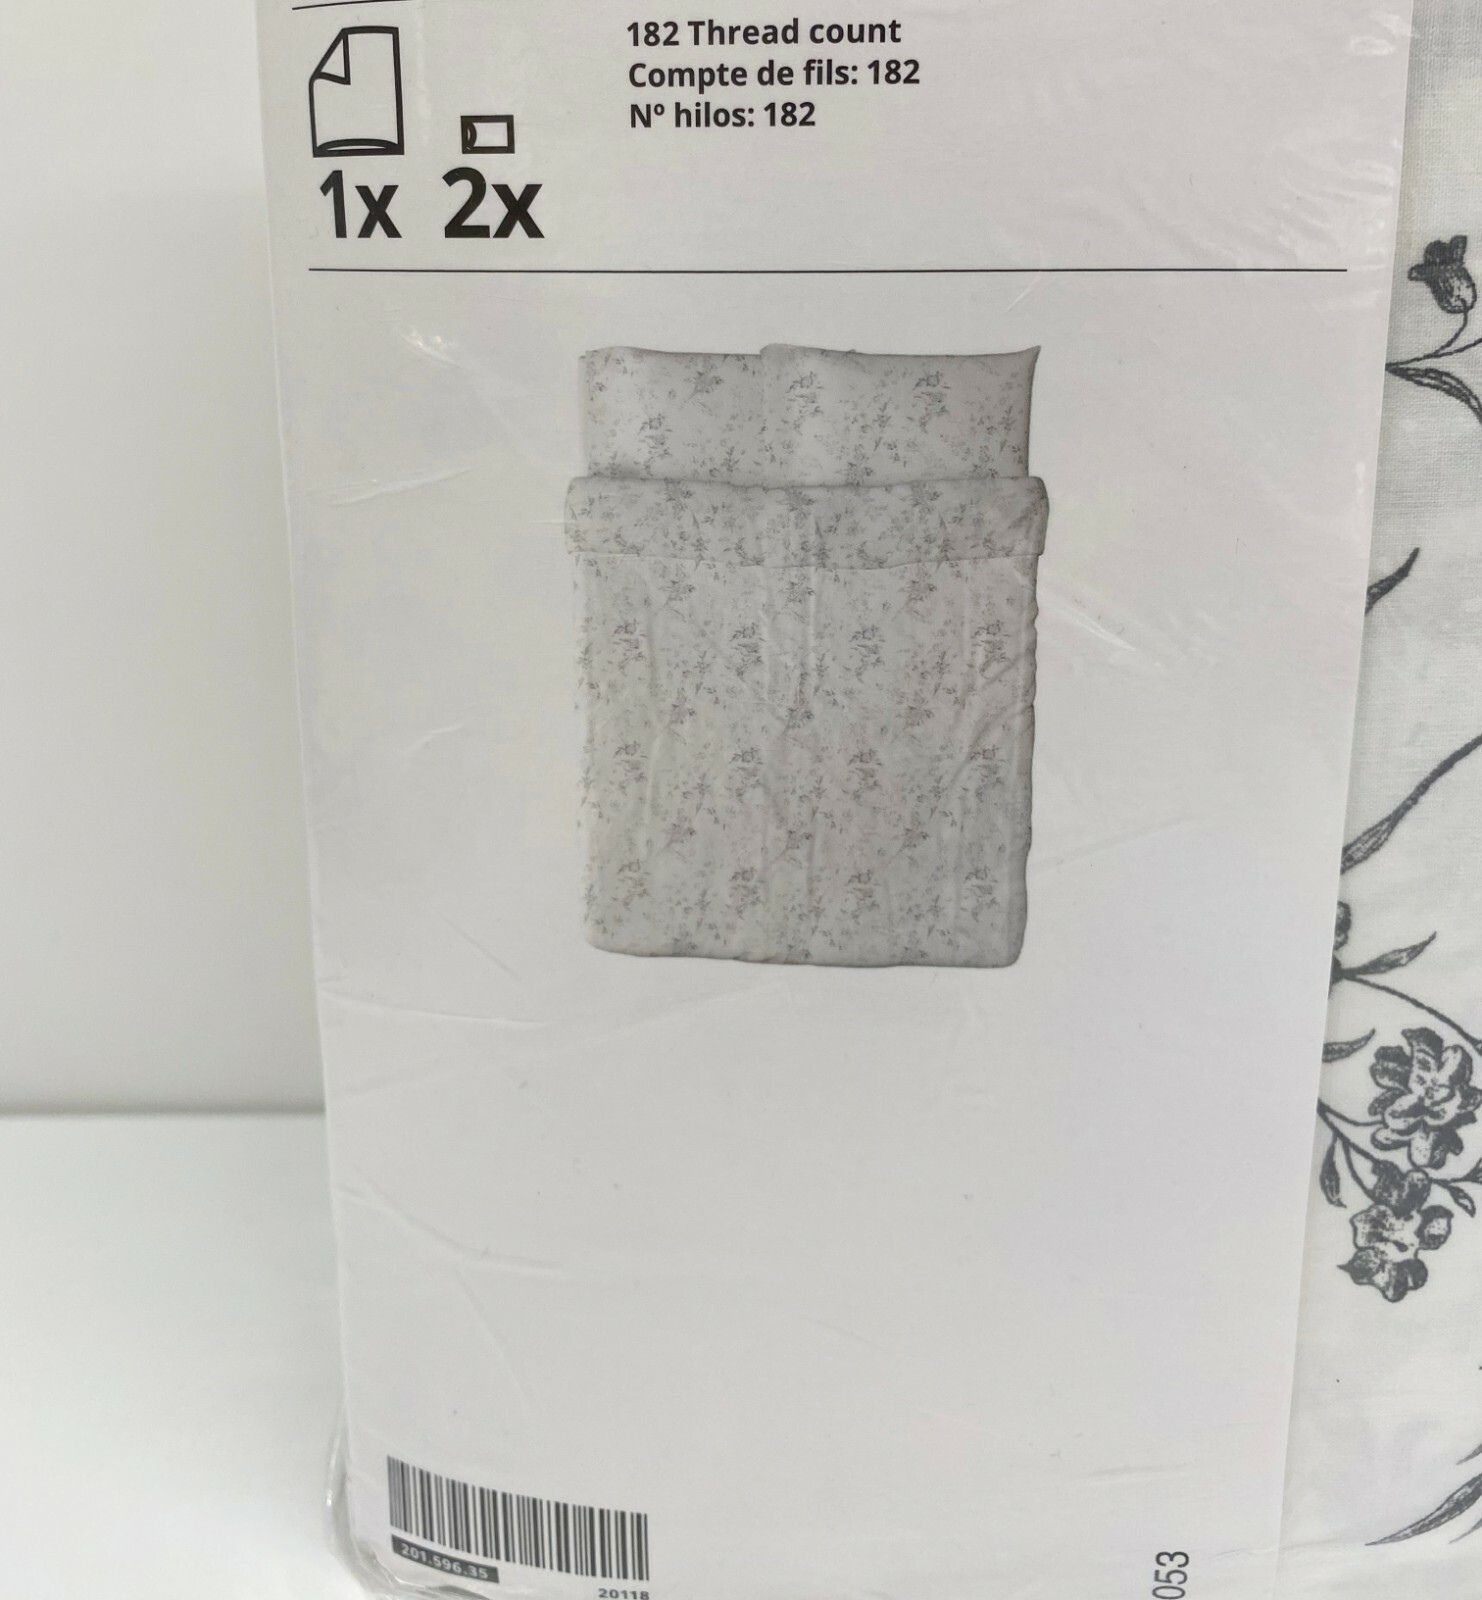 182 Thread count
Compte de fils: 182
Nº hilos: 182
1x 2x
201.596.35
20118
053